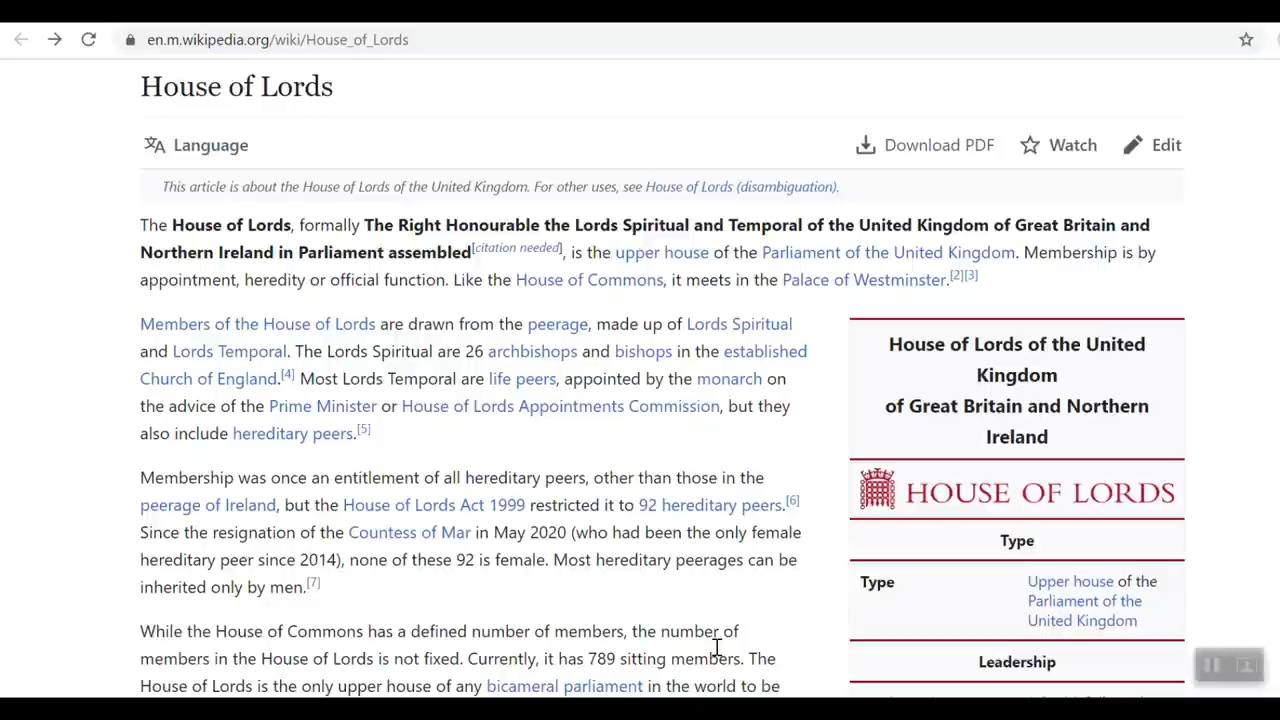 en.m.wikipedia.org/wiki/House_of_Lords
House of Lords
Language
Download PDF
Watch
Edit
This article is about the House of Lords of the United Kingdom. For other uses, see House of Lords (disambiguation).
The House of Lords, formally The Right Honourable the Lords Spiritual and Temporal of the United Kingdom of Great Britain and
Northern Ireland in Parliament assembled[citation needed], is the upper house of the Parliament of the United Kingdom. Membership is by
appointment, heredity or official function. Like the House of Commons, it meets in the Palace of Westminster.[2][3]
Members of the House of Lords are drawn from the peerage, made up of Lords Spiritual
and Lords Temporal. The Lords Spiritual are 26 archbishops and bishops in the established
Church of England.[4] Most Lords Temporal are life peers, appointed by the monarch on
the advice of the Prime Minister or House of Lords Appointments Commission, but they
also include hereditary peers.[5]
Membership was once an entitlement of all hereditary peers, other than those in the
peerage of Ireland, but the House of Lords Act 1999 restricted it to 92 hereditary peers.[6]
Since the resignation of the Countess of Mar in May 2020 (who had been the only female
hereditary peer since 2014), none of these 92 is female. Most hereditary peerages can be
inherited only by men.[7]
While the House of Commons has a defined number of members, the number of
members in the House of Lords is not fixed. Currently, it has 789 sitting members. The
House of Lords is the only upper house of any bicameral parliament in the world to be
House of Lords of the United
Kingdom
of Great Britain and Northern
Ireland
HOUSE OF LORDS
Type
Type
Upper house of the
Parliament of the
United Kingdom
Leadership